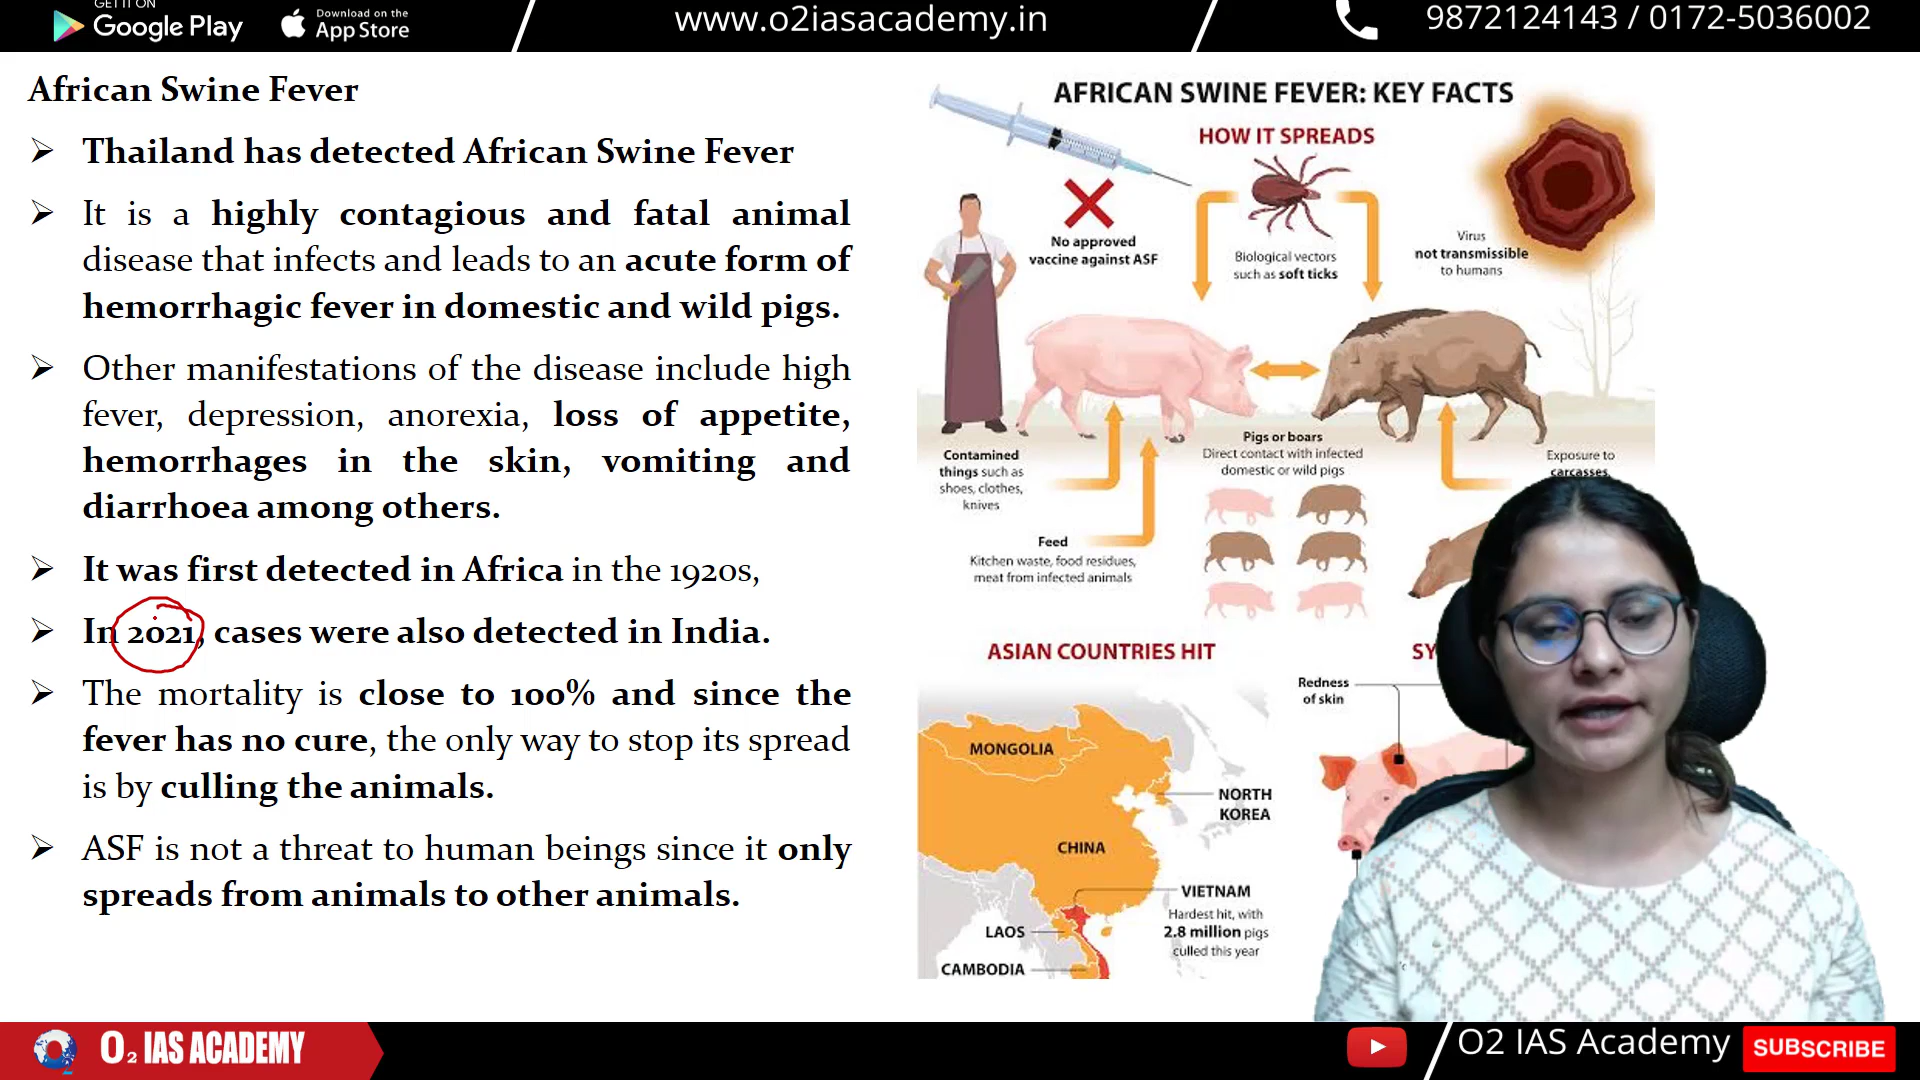 GET IT ON
Google Play
Download on the
App Store
www.o2iasacademy.in
9872124143 / 0172-5036002
African Swine Fever
➢ Thailand has detected African Swine Fever
➢ It is a highly contagious and fatal animal
disease that infects and leads to an acute form of
hemorrhagic fever in domestic and wild pigs.
➢ Other manifestations of the disease include high
fever, depression, anorexia, loss of appetite,
hemorrhages in the skin, vomiting and
diarrhoea among others.
➢ It was first detected in Africa in the 1920s,
➢ In 2021, cases were also detected in India.
➢ The mortality is close to 100% and since the
fever has no cure, the only way to stop its spread
is by culling the animals.
➢ ASF is not a threat to human beings since it only
spreads from animals to other animals.
AFRICAN SWINE FEVER: KEY FACTS
HOW IT SPREADS
No approved
vaccine against ASF
Biological vectors
such as soft ticks
Virus
not transmissible
to humans
Contaminated
things such as
shoes, clothes,
knives
Pigs or boars
Direct contact with infected
domestic or wild pigs
Exposure to
carcasses,
Feed
Kitchen waste, food residues,
meat from infected animals
ASIAN COUNTRIES HIT
SY
Redness
of skin
MONGOLIA
NORTH
KOREA
CHINA
VIETNAM
Hardest hit, with
2.8 million pigs
culled this year
LAOS
CAMBODIA
O2 IAS ACADEMY
O2 IAS Academy
SUBSCRIBE